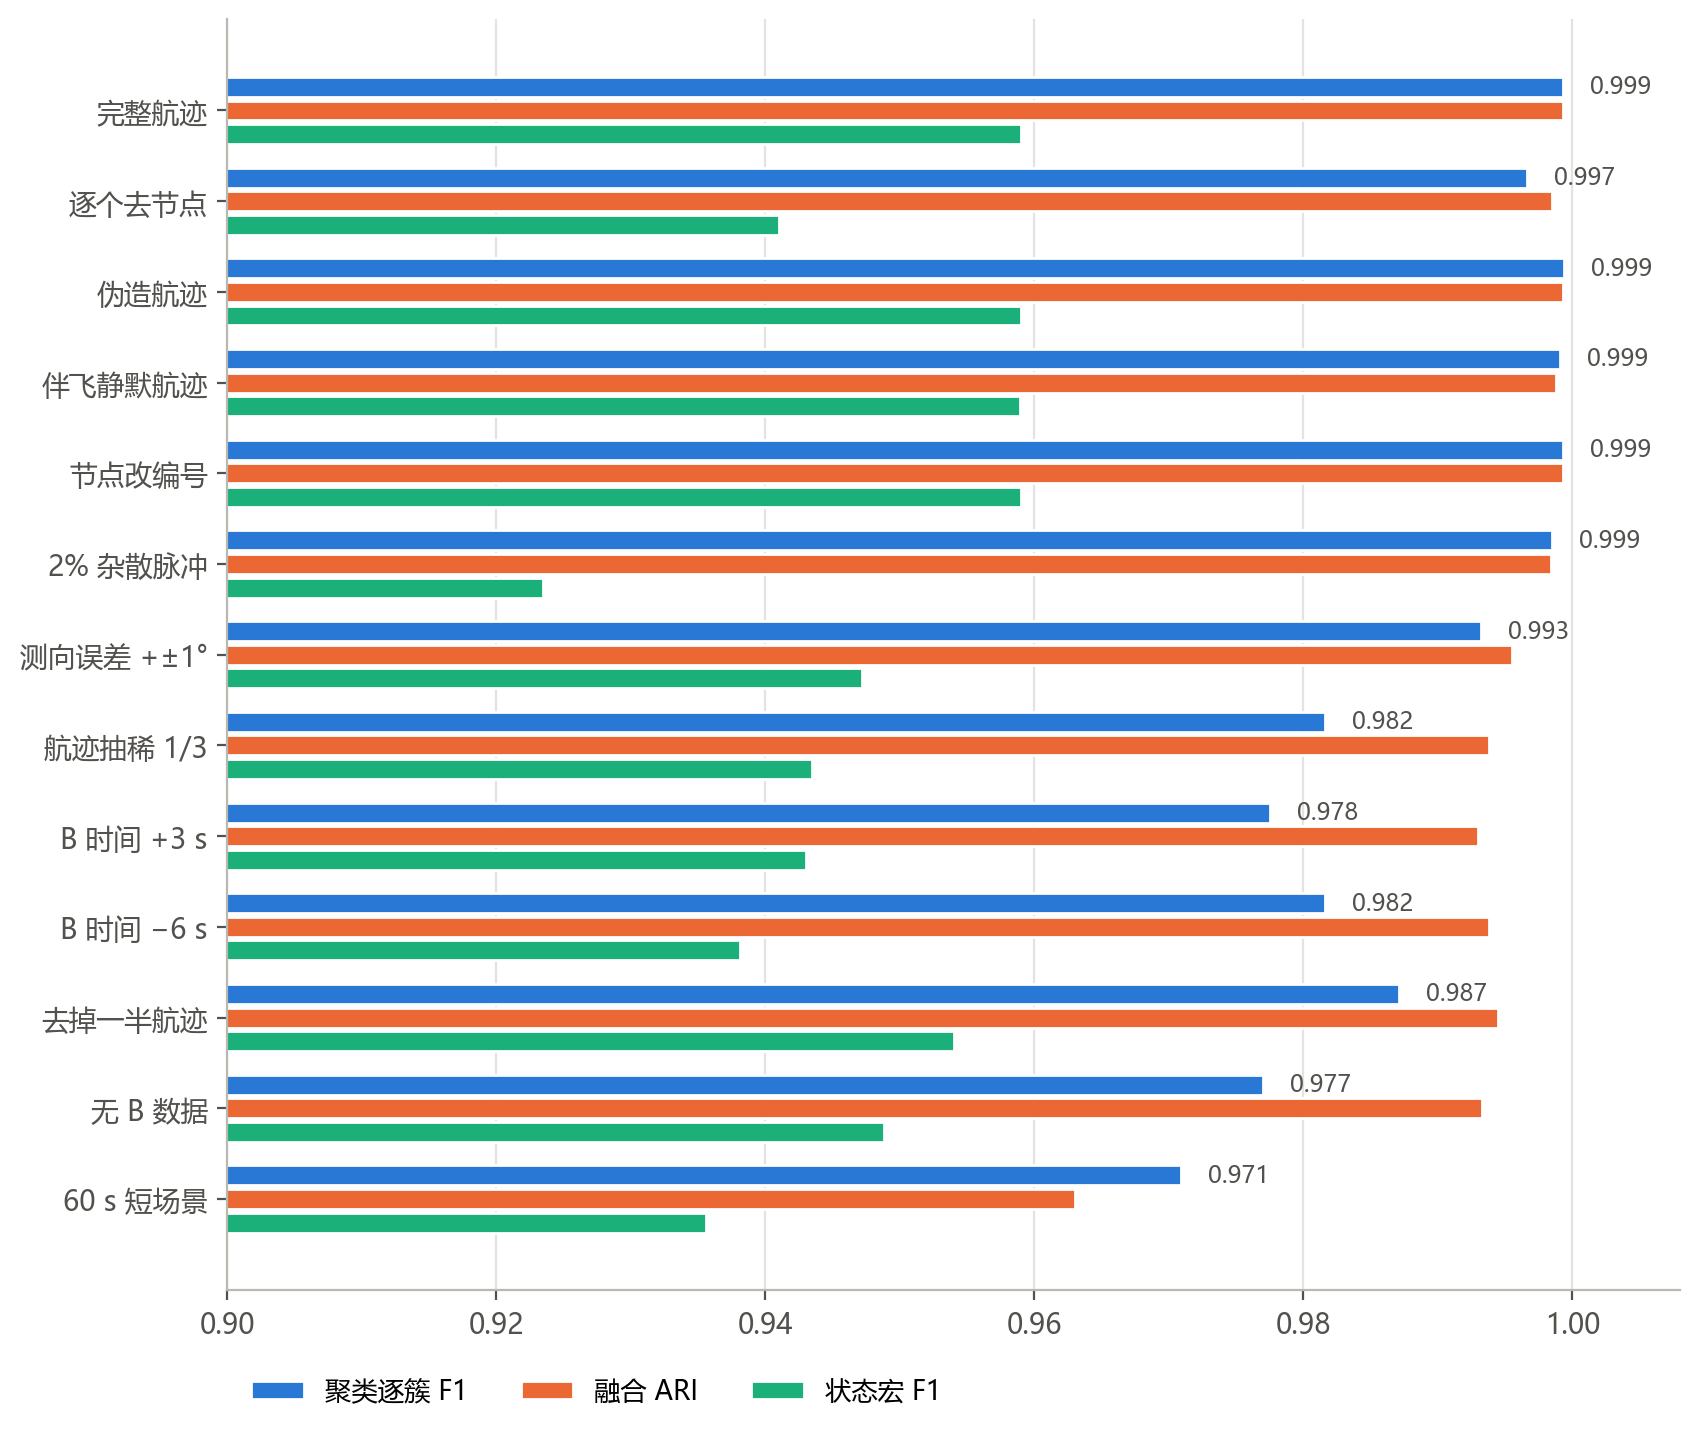 完整航迹
0.999
逐个去节点
0.997
伪造航迹
0.999
伴飞静默航迹
0.999
节点改编号
0.999
2% 杂散脉冲
0.999
测向误差 +±1°
0.993
航迹抽稀 1/3
0.982
B 时间 +3 s
0.978
B 时间 −6 s
0.982
去掉一半航迹
0.987
无 B 数据
0.977
60 s 短场景
0.971
0.90 0.92 0.94 0.96 0.98 1.00
聚类逐簇 F1 融合 ARI 状态宏 F1